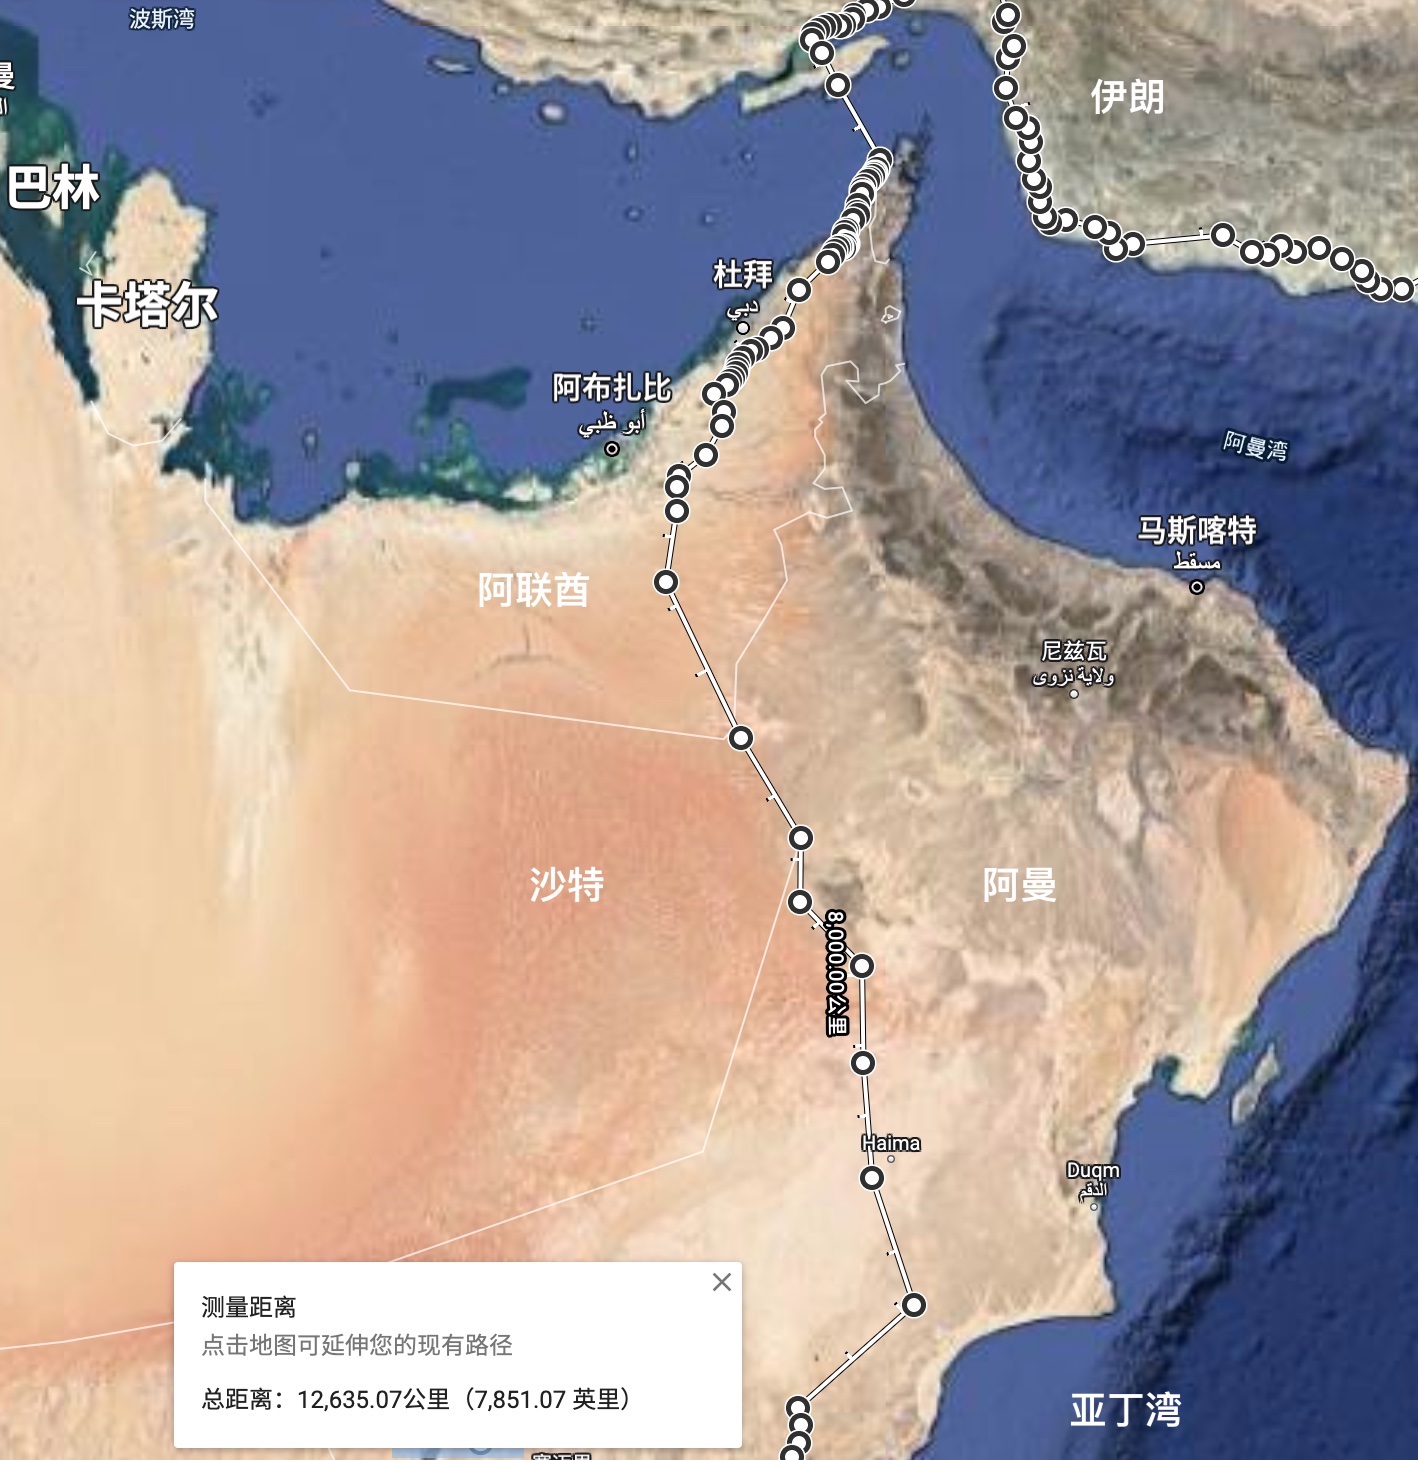 波斯湾
曼
伊朗
巴林
杜拜
دبي
卡塔尔
阿布扎比
أبو ظبي
阿曼湾
马斯喀特
مسقط
阿联酋
尼兹瓦
ولاية نزوى
沙特
阿曼
8,000.00公里
Haima
Duqm
الدقم
测量距离
点击地图可延伸您的现有路径
总距离：12,635.07公里（7,851.07 英里）
亚丁湾